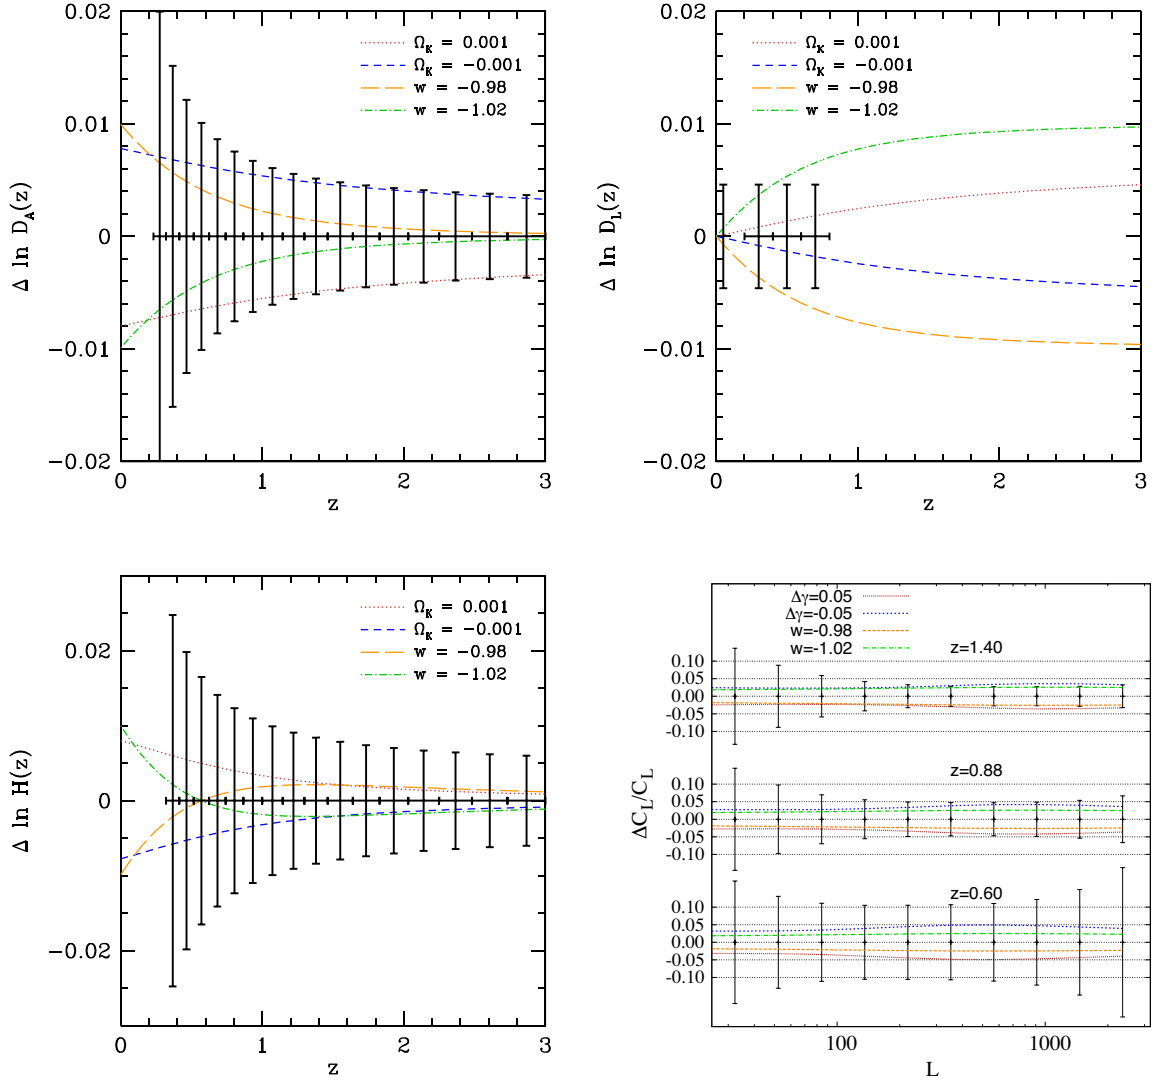 Ω_K = 0.001
Ω_K = −0.001
w = −0.98
w = −1.02
0.02
0.01
0
−0.01
−0.02
Δ ln D_A(z)
0 1 2 3
z
Ω_K = 0.001
Ω_K = −0.001
w = −0.98
w = −1.02
0.02
0.01
0
−0.01
−0.02
Δ ln D_L(z)
0 1 2 3
z
Ω_K = 0.001
Ω_K = −0.001
w = −0.98
w = −1.02
0.02
0
−0.02
Δ ln H(z)
0 1 2 3
z
Δγ=0.05
Δγ=-0.05
w=-0.98
w=-1.02
z=1.40
0.10
0.05
0.00
-0.05
-0.10
z=0.88
0.10
0.05
0.00
-0.05
-0.10
z=0.60
0.10
0.05
0.00
-0.05
-0.10
ΔC_L/C_L
100 1000
L